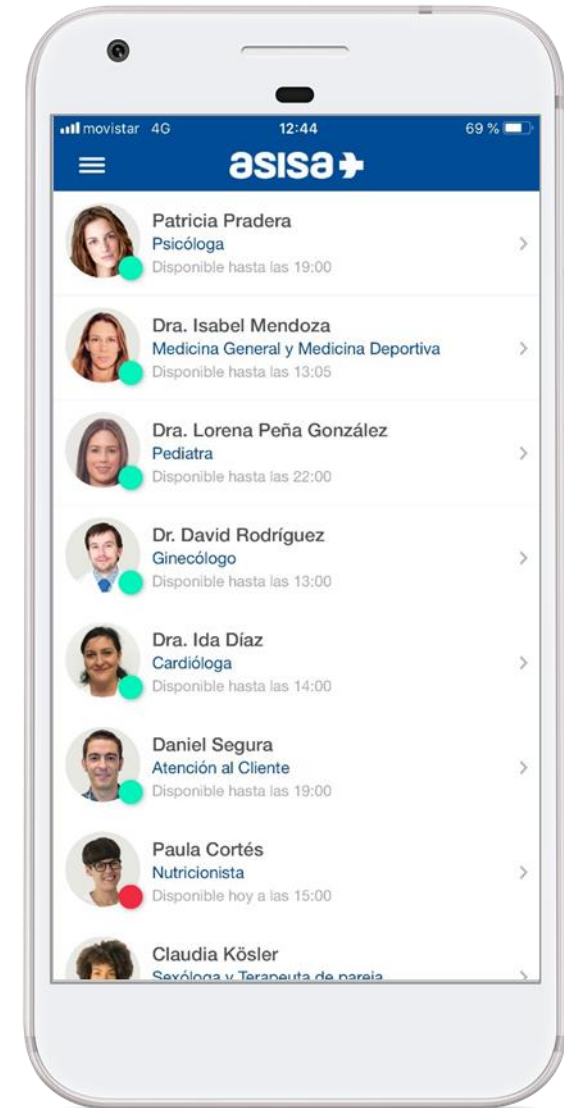 movistar 4G 12:44 69 %
asisa
Patricia Pradera
Psicóloga
Disponible hasta las 19:00
Dra. Isabel Mendoza
Medicina General y Medicina Deportiva
Disponible hasta las 13:05
Dra. Lorena Peña González
Pediatra
Disponible hasta las 22:00
Dr. David Rodríguez
Ginecólogo
Disponible hasta las 13:00
Dra. Ida Díaz
Cardióloga
Disponible hasta las 14:00
Daniel Segura
Atención al Cliente
Disponible hasta las 19:00
Paula Cortés
Nutricionista
Disponible hoy a las 15:00
Claudia Kösler
Sexóloga y Terapeuta de pareja